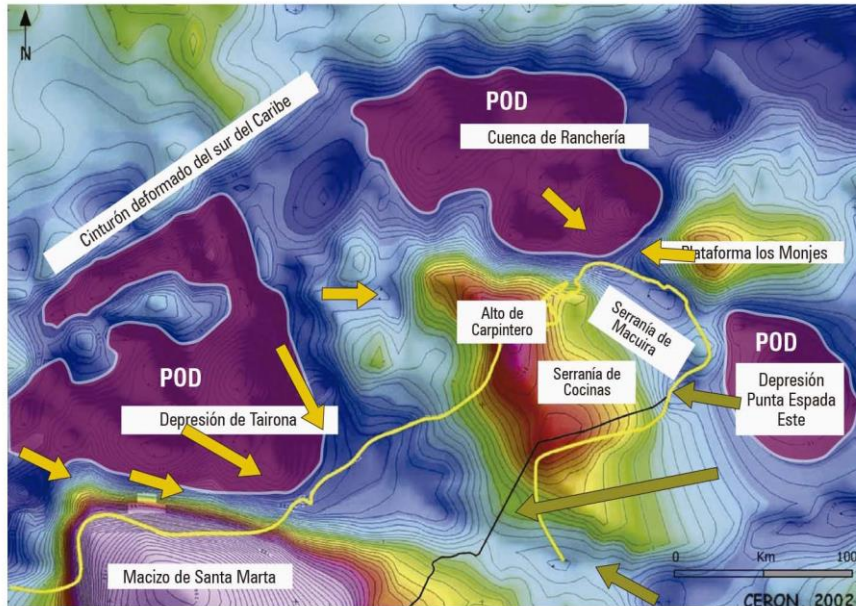 N
Cinturón deformado del sur del Caribe
POD
Cuenca de Ranchería
Plataforma los Monjes
Alto de
Carpintero
Serranía de
Macuira
Serranía de
Cocinas
POD
Depresión
Punta Espada
Este
POD
Depresión de Tairona
Macizo de Santa Marta
0 Km 100
CERON 2002